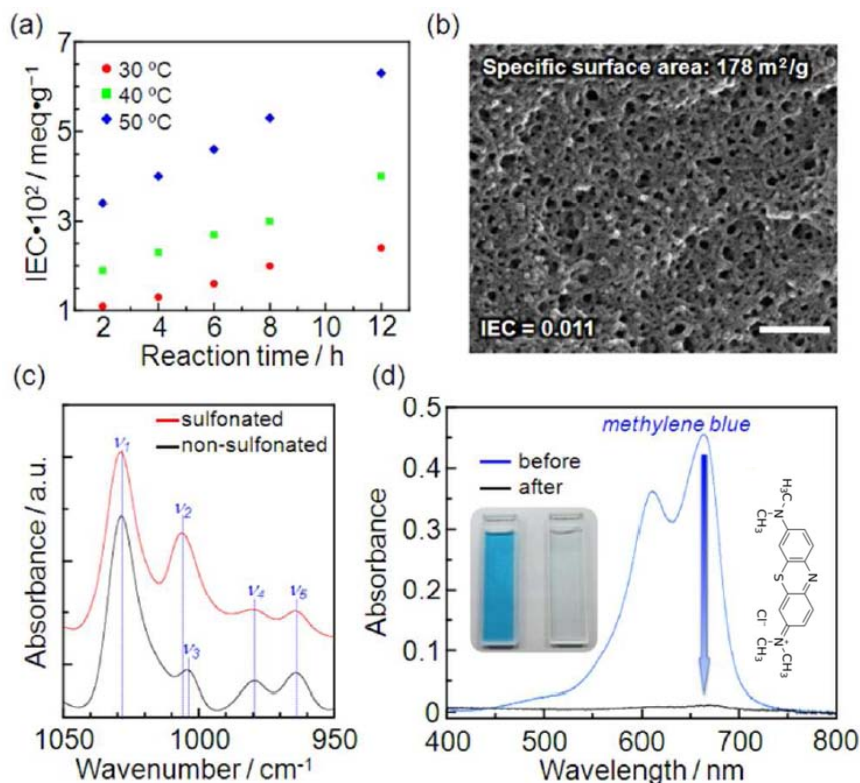 (a)
7
5
3
1
IEC•10² / meq•g⁻¹
30 ºC
40 ºC
50 ºC
2 4 6 8 10 12
Reaction time / h
(b)
Specific surface area: 178 m²/g
IEC = 0.011
(c)
sulfonated
non-sulfonated
ν₁
ν₂
ν₃
ν₄
ν₅
Absorbance / a.u.
1050 1000 950
Wavenumber / cm⁻¹
(d)
0.5
0.4
0.3
0.2
0.1
0
Absorbance
methylene blue
before
after
H₃C
N
CH₃
S
N
Cl⁻
N⁺
CH₃
CH₃
400 500 600 700 800
Wavelength / nm